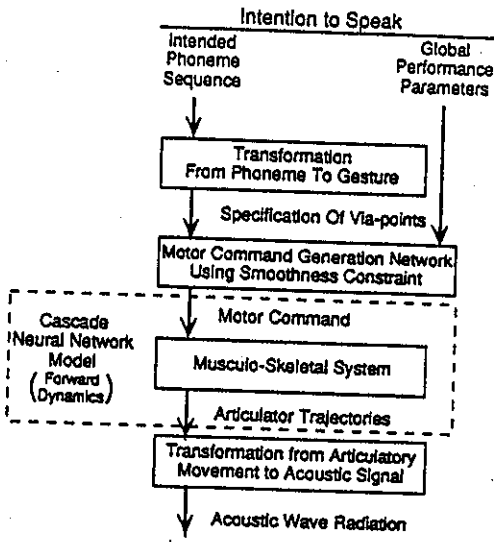 Intention to Speak
Intended
Phoneme
Sequence
Global
Performance
Parameters
Transformation
From Phoneme To Gesture
Specification Of Via-points
Motor Command Generation Network
Using Smoothness Constraint
Cascade
Neural Network
Model
(Forward
Dynamics)
Motor Command
Musculo-Skeletal System
Articulator Trajectories
Transformation from Articulatory
Movement to Acoustic Signal
Acoustic Wave Radiation